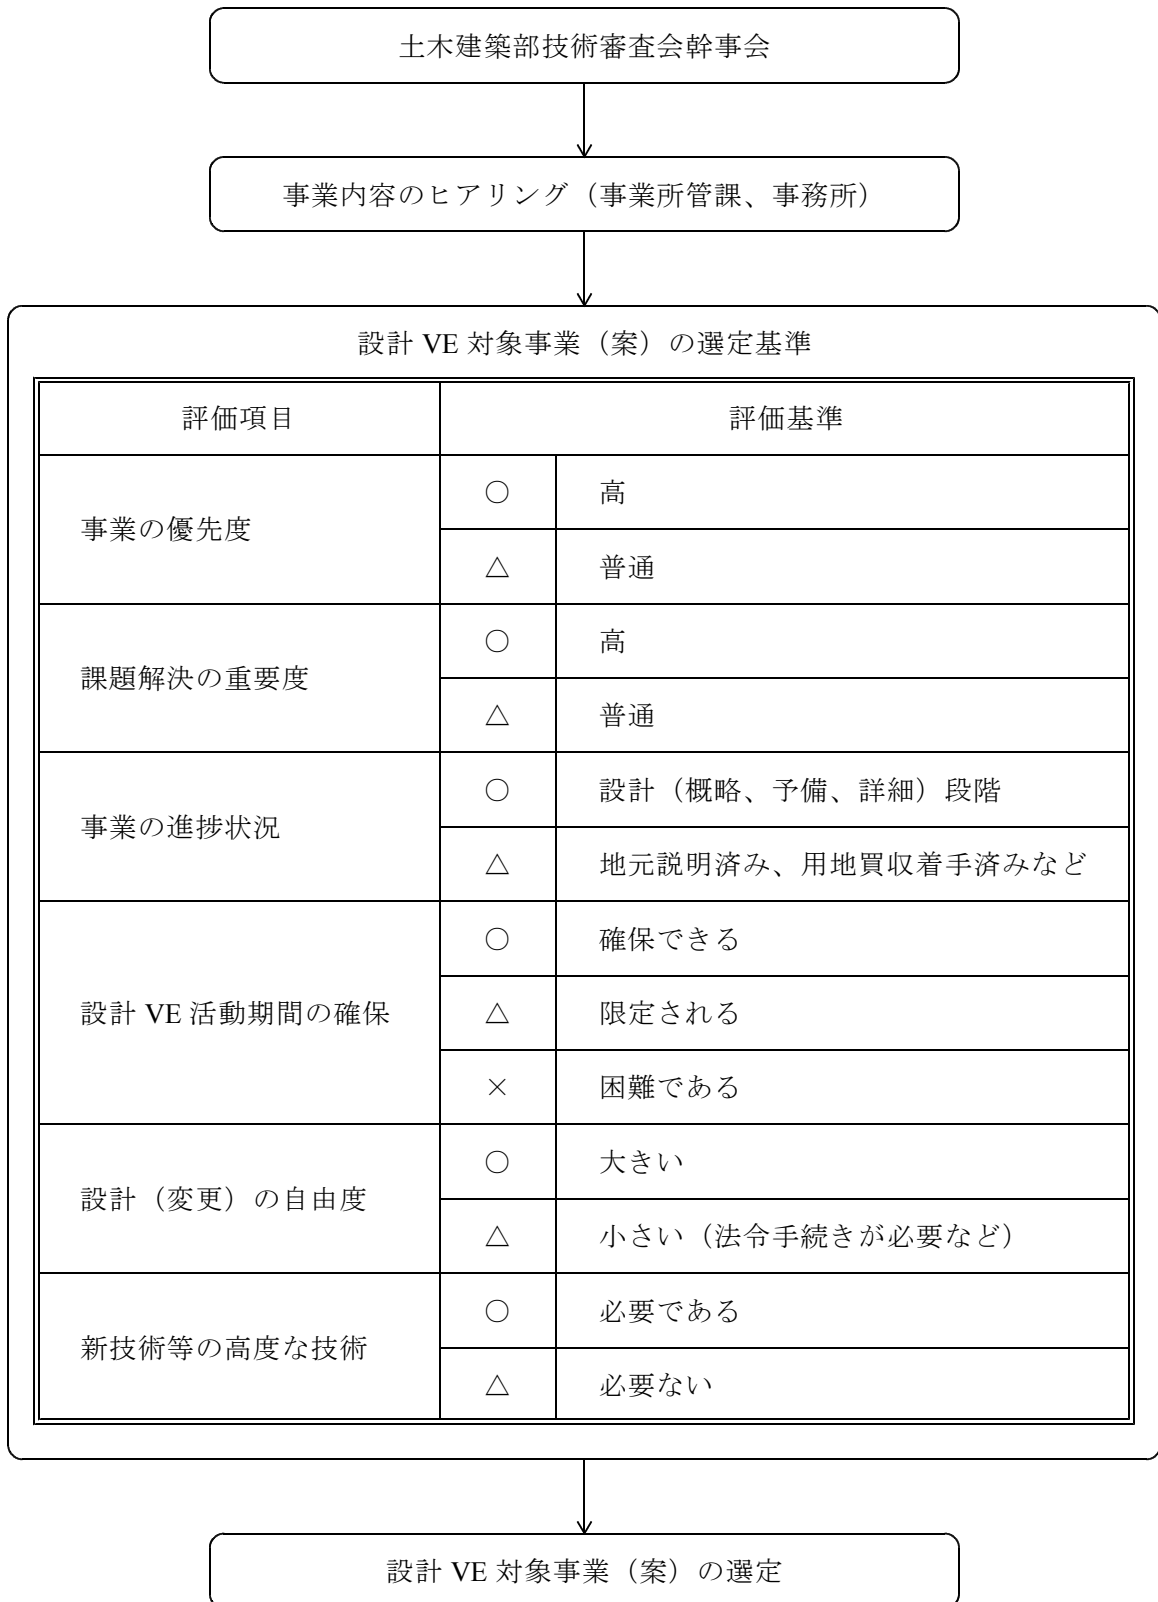 土木建築部技術審査会幹事会
事業内容のヒアリング（事業所管課、事務所）
設計 VE 対象事業（案）の選定基準
評価項目
評価基準
事業の優先度
○
高
△
普通
課題解決の重要度
○
高
△
普通
事業の進捗状況
○
設計（概略、予備、詳細）段階
△
地元説明済み、用地買収着手済みなど
設計 VE 活動期間の確保
○
確保できる
△
限定される
×
困難である
設計（変更）の自由度
○
大きい
△
小さい（法令手続きが必要など）
新技術等の高度な技術
○
必要である
△
必要ない
設計 VE 対象事業（案）の選定